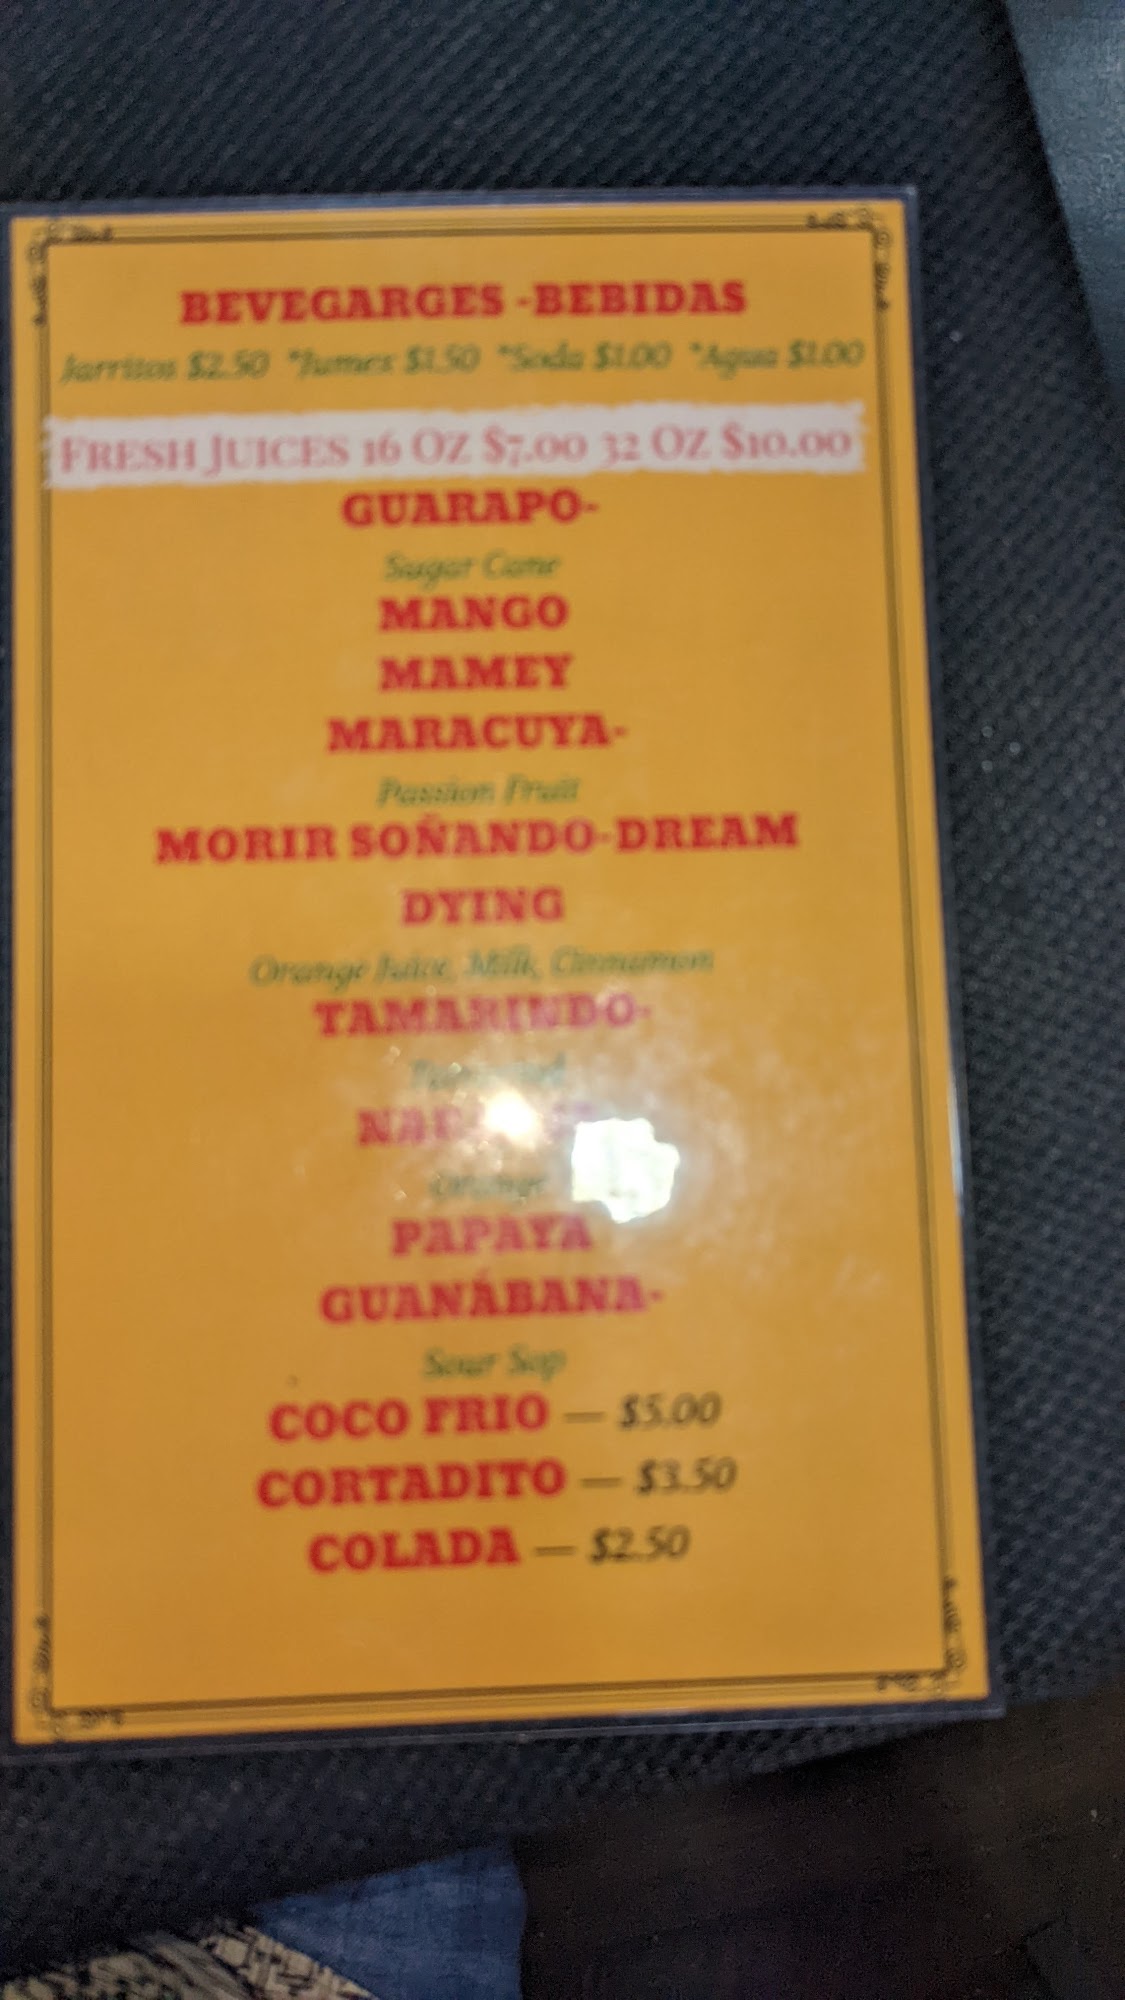 BEVEGARGES -BEBIDAS
Jarritos $2.50 *Jumex $1.50 *Soda $1.00 *Agua $1.00
FRESH JUICES 16 OZ $7.00 32 OZ $10.00
GUARAPO-
Sugar Cane
MANGO
MAMEY
MARACUYA-
Passion Fruit
MORIR SOÑANDO-DREAM
DYING
Orange Juice, Milk, Cinnamon
TAMARINDO-
Orange
PAPAYA
GUANÁBANA-
Sour Sop
COCO FRIO — $5.00
CORTADITO — $3.50
COLADA — $2.50